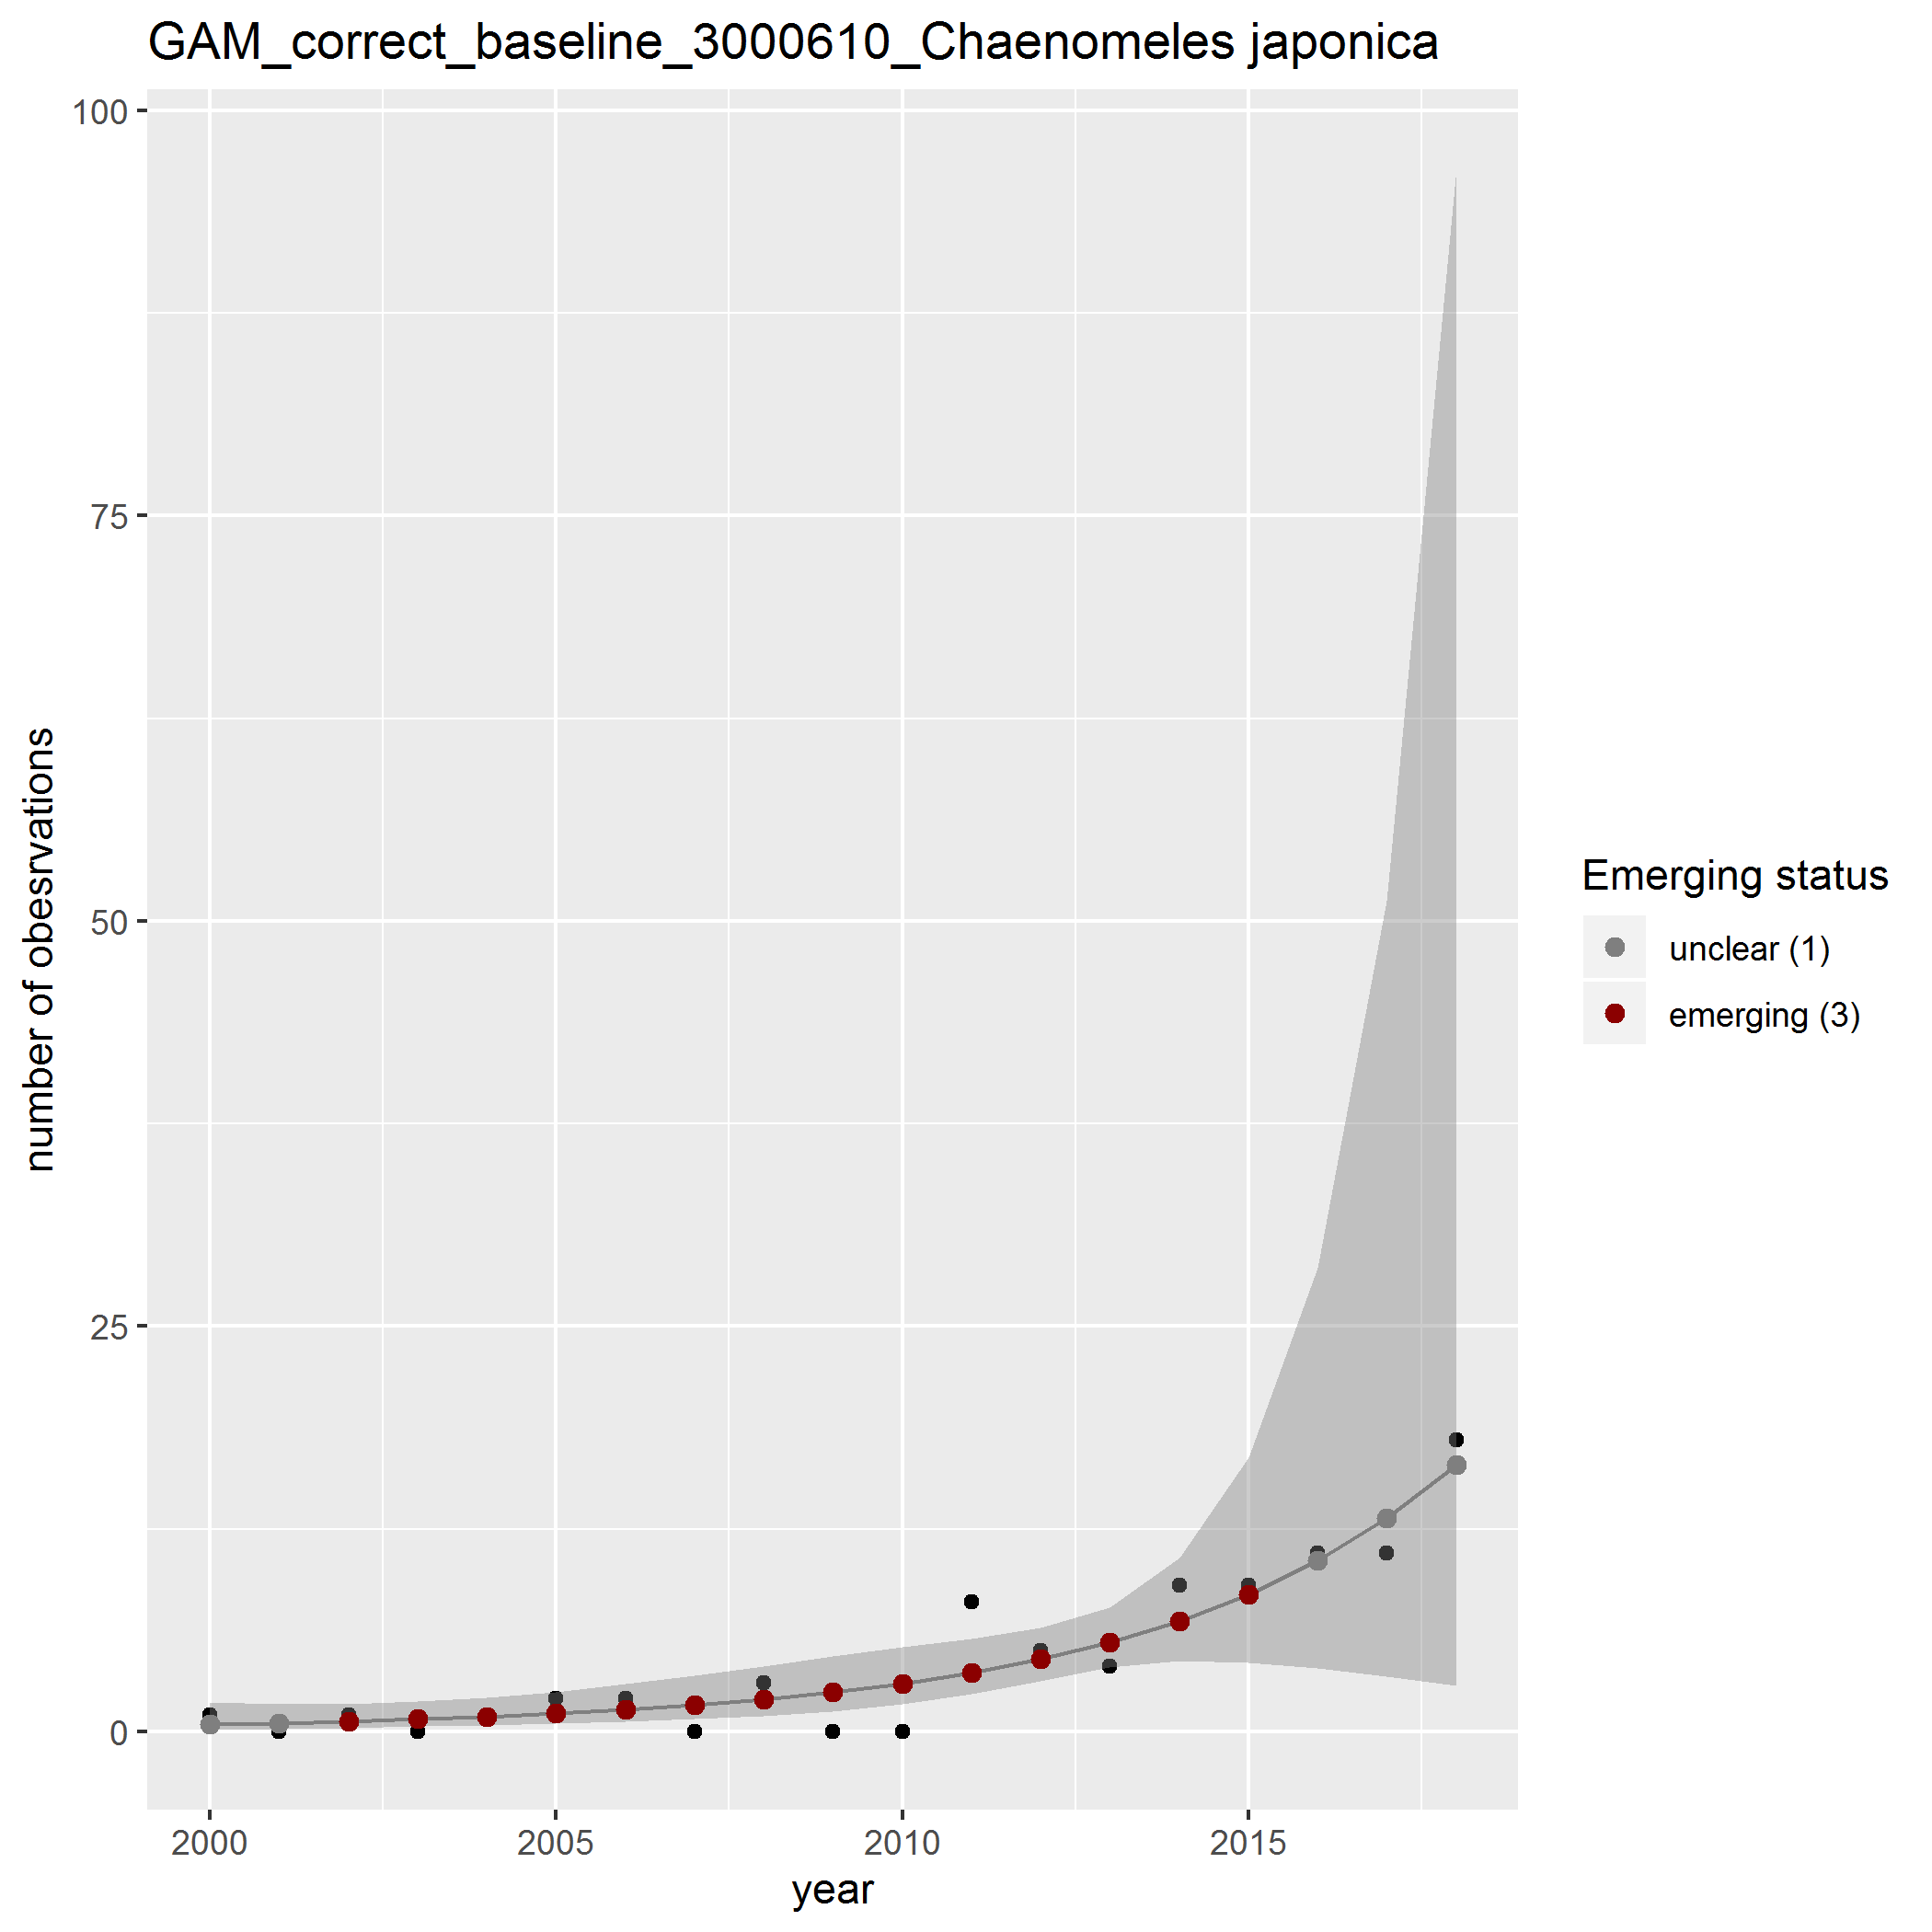 GAM_correct_baseline_3000610_Chaenomeles japonica
100
75
50
25
0
number of obesrvations
2000
2005
2010
2015
year
Emerging status
unclear (1)
emerging (3)